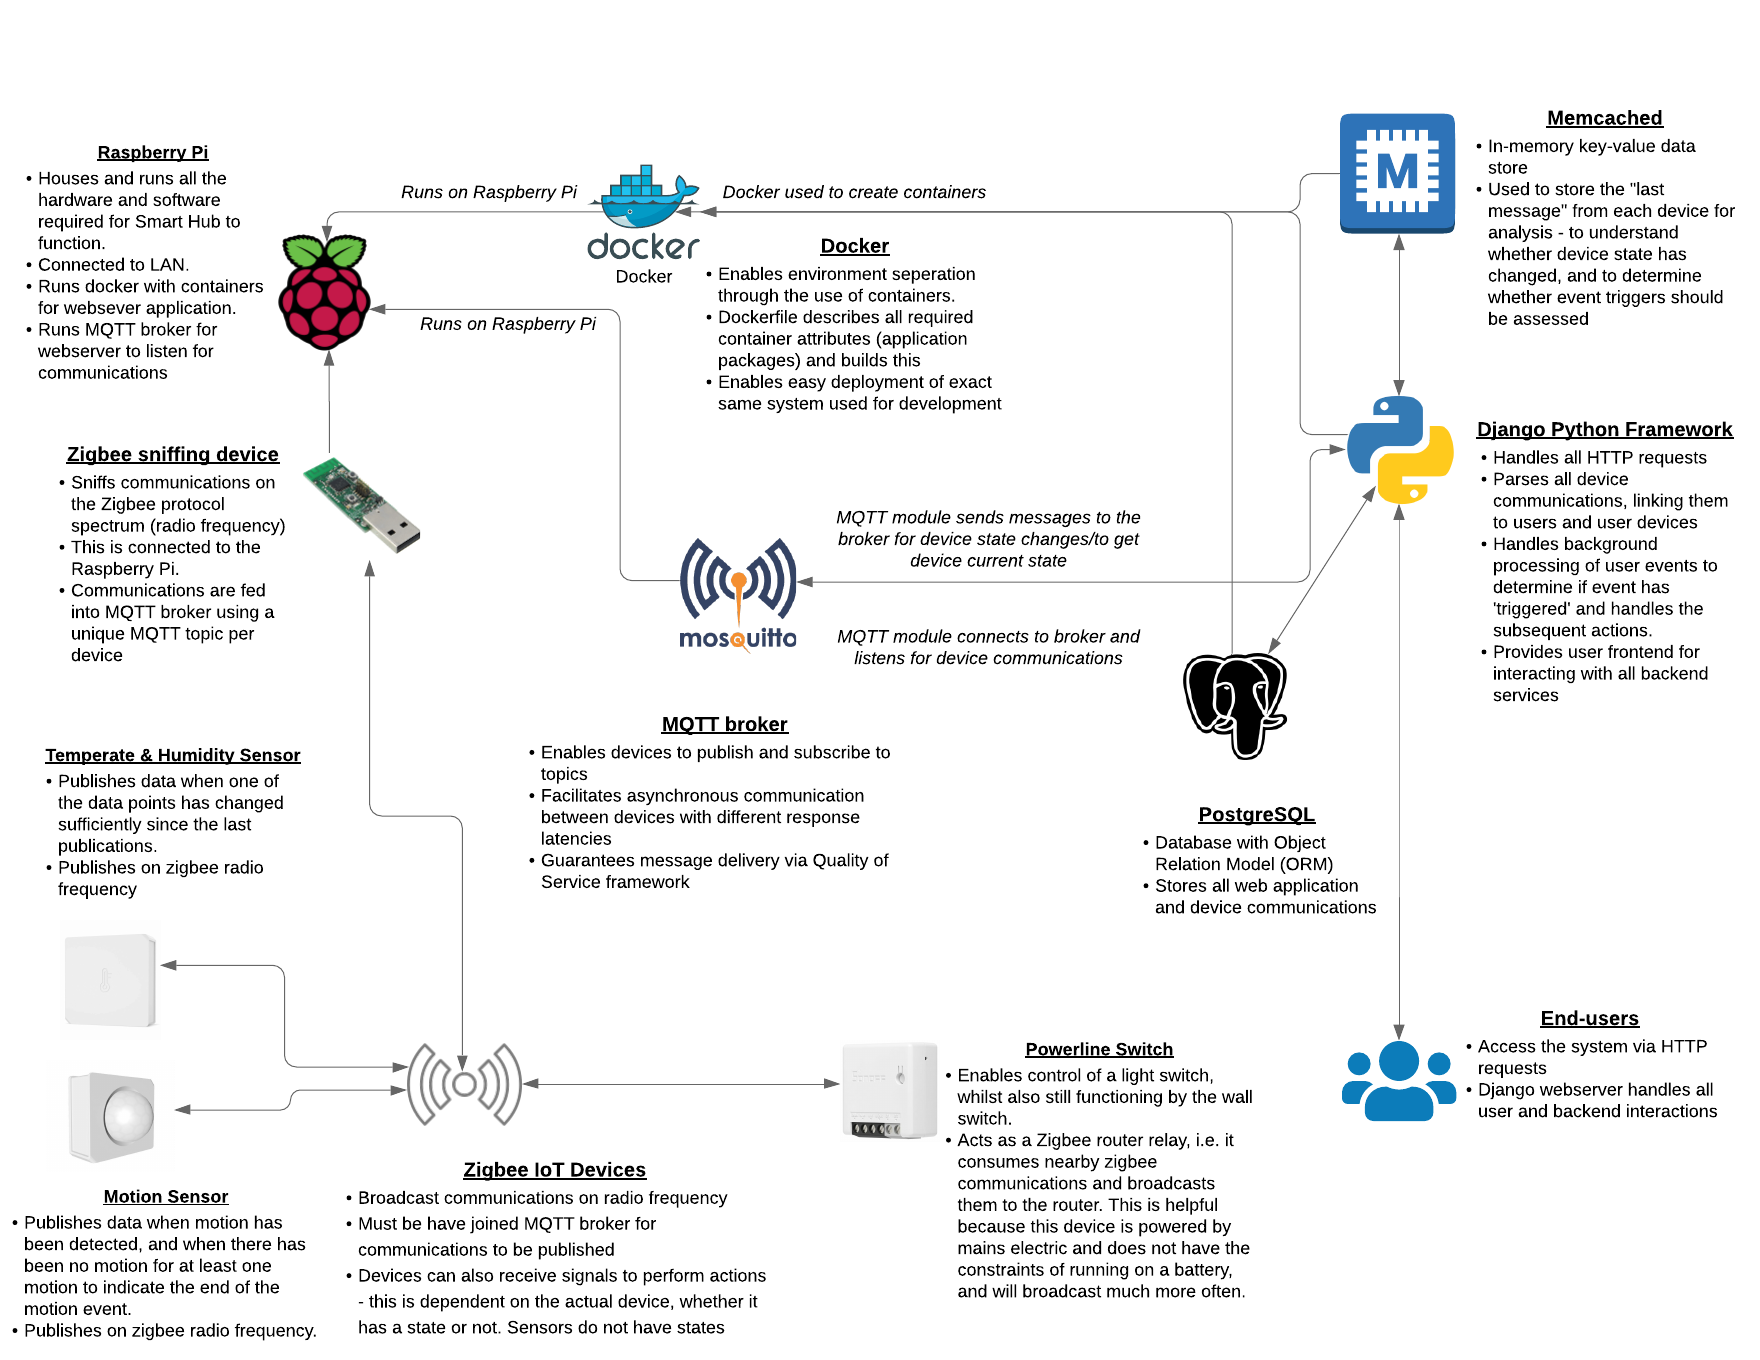 Raspberry Pi
• Houses and runs all the
hardware and software
required for Smart Hub to
function.
• Connected to LAN.
• Runs docker with containers
for websever application.
• Runs MQTT broker for
webserver to listen for
communications
Runs on Raspberry Pi
docker
Docker
Docker used to create containers
Runs on Raspberry Pi
Docker
• Enables environment seperation
through the use of containers.
• Dockerfile describes all required
container attributes (application
packages) and builds this
• Enables easy deployment of exact
same system used for development
M
Memcached
• In-memory key-value data
store
• Used to store the "last
message" from each device for
analysis - to understand
whether device state has
changed, and to determine
whether event triggers should
be assessed
Zigbee sniffing device
• Sniffs communications on
the Zigbee protocol
spectrum (radio frequency)
• This is connected to the
Raspberry Pi.
• Communications are fed
into MQTT broker using a
unique MQTT topic per
device
Django Python Framework
• Handles all HTTP requests
• Parses all device
communications, linking them
to users and user devices
• Handles background
processing of user events to
determine if event has
'triggered' and handles the
subsequent actions.
• Provides user frontend for
interacting with all backend
services
MQTT module sends messages to the
broker for device state changes/to get
device current state
mosquitto
MQTT module connects to broker and
listens for device communications
MQTT broker
• Enables devices to publish and subscribe to
topics
• Facilitates asynchronous communication
between devices with different response
latencies
• Guarantees message delivery via Quality of
Service framework
PostgreSQL
• Database with Object
Relation Model (ORM)
• Stores all web application
and device communications
Temperate & Humidity Sensor
• Publishes data when one of
the data points has changed
sufficiently since the last
publications.
• Publishes on zigbee radio
frequency
Motion Sensor
• Publishes data when motion has
been detected, and when there has
been no motion for at least one
motion to indicate the end of the
motion event.
• Publishes on zigbee radio frequency.
Zigbee IoT Devices
• Broadcast communications on radio frequency
• Must be have joined MQTT broker for
communications to be published
• Devices can also receive signals to perform actions
- this is dependent on the actual device, whether it
has a state or not. Sensors do not have states
Powerline Switch
• Enables control of a light switch,
whilst also still functioning by the wall
switch.
• Acts as a Zigbee router relay, i.e. it
consumes nearby zigbee
communications and broadcasts
them to the router. This is helpful
because this device is powered by
mains electric and does not have the
constraints of running on a battery,
and will broadcast much more often.
End-users
• Access the system via HTTP
requests
• Django webserver handles all
user and backend interactions